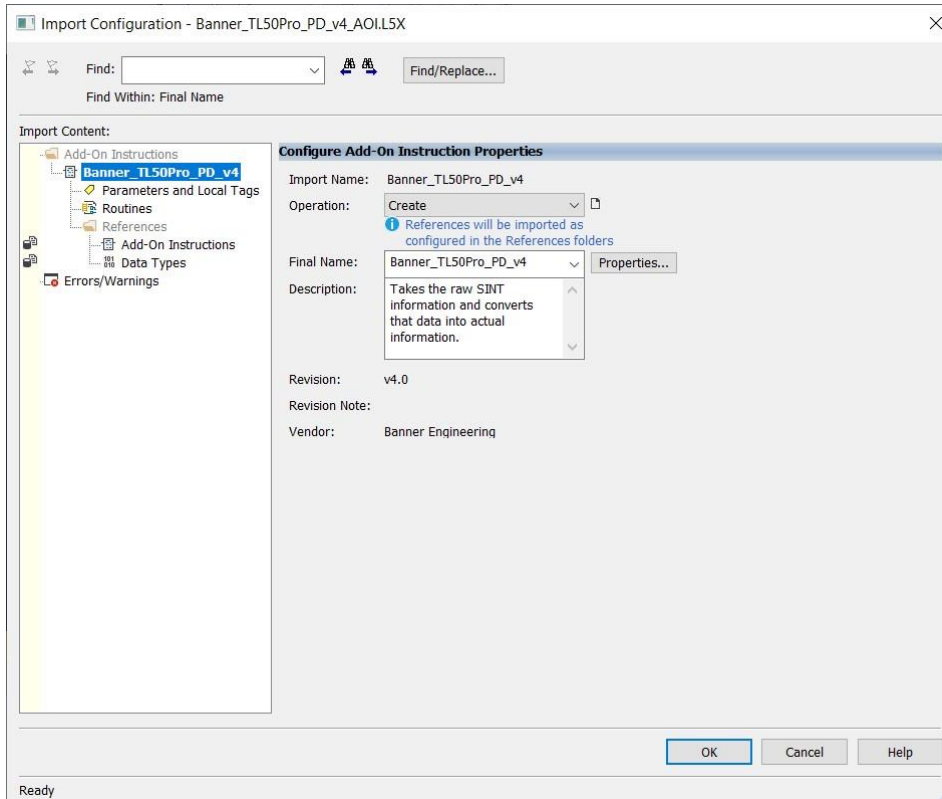 Import Configuration - Banner_TL50Pro_PD_v4_AOI.L5X
Find:
Find/Replace...
Find Within: Final Name
Import Content:
Add-On Instructions
Banner_TL50Pro_PD_v4
Parameters and Local Tags
Routines
References
Add-On Instructions
Data Types
Errors/Warnings
Configure Add-On Instruction Properties
Import Name: Banner_TL50Pro_PD_v4
Operation: Create
References will be imported as
configured in the References folders
Final Name: Banner_TL50Pro_PD_v4 Properties...
Description: Takes the raw SINT
information and converts
that data into actual
information.
Revision: v4.0
Revision Note:
Vendor: Banner Engineering
OK Cancel Help
Ready